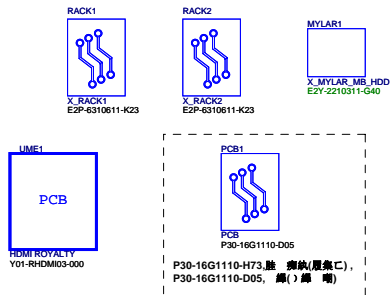 RACK1
RACK2
MYLAR1
X_RACK1
E2P-6310611-K23
X_RACK2
E2P-6310611-K23
X_MYLAR_MB_HDD
E2Y-2210311-G40
UME1
PCB
HDMI ROYALTY
Y01-RHDMI03-000
PCB1
PCB
P30-16G1110-D05
P30-16G1110-H73,
P30-16G1110-D05,